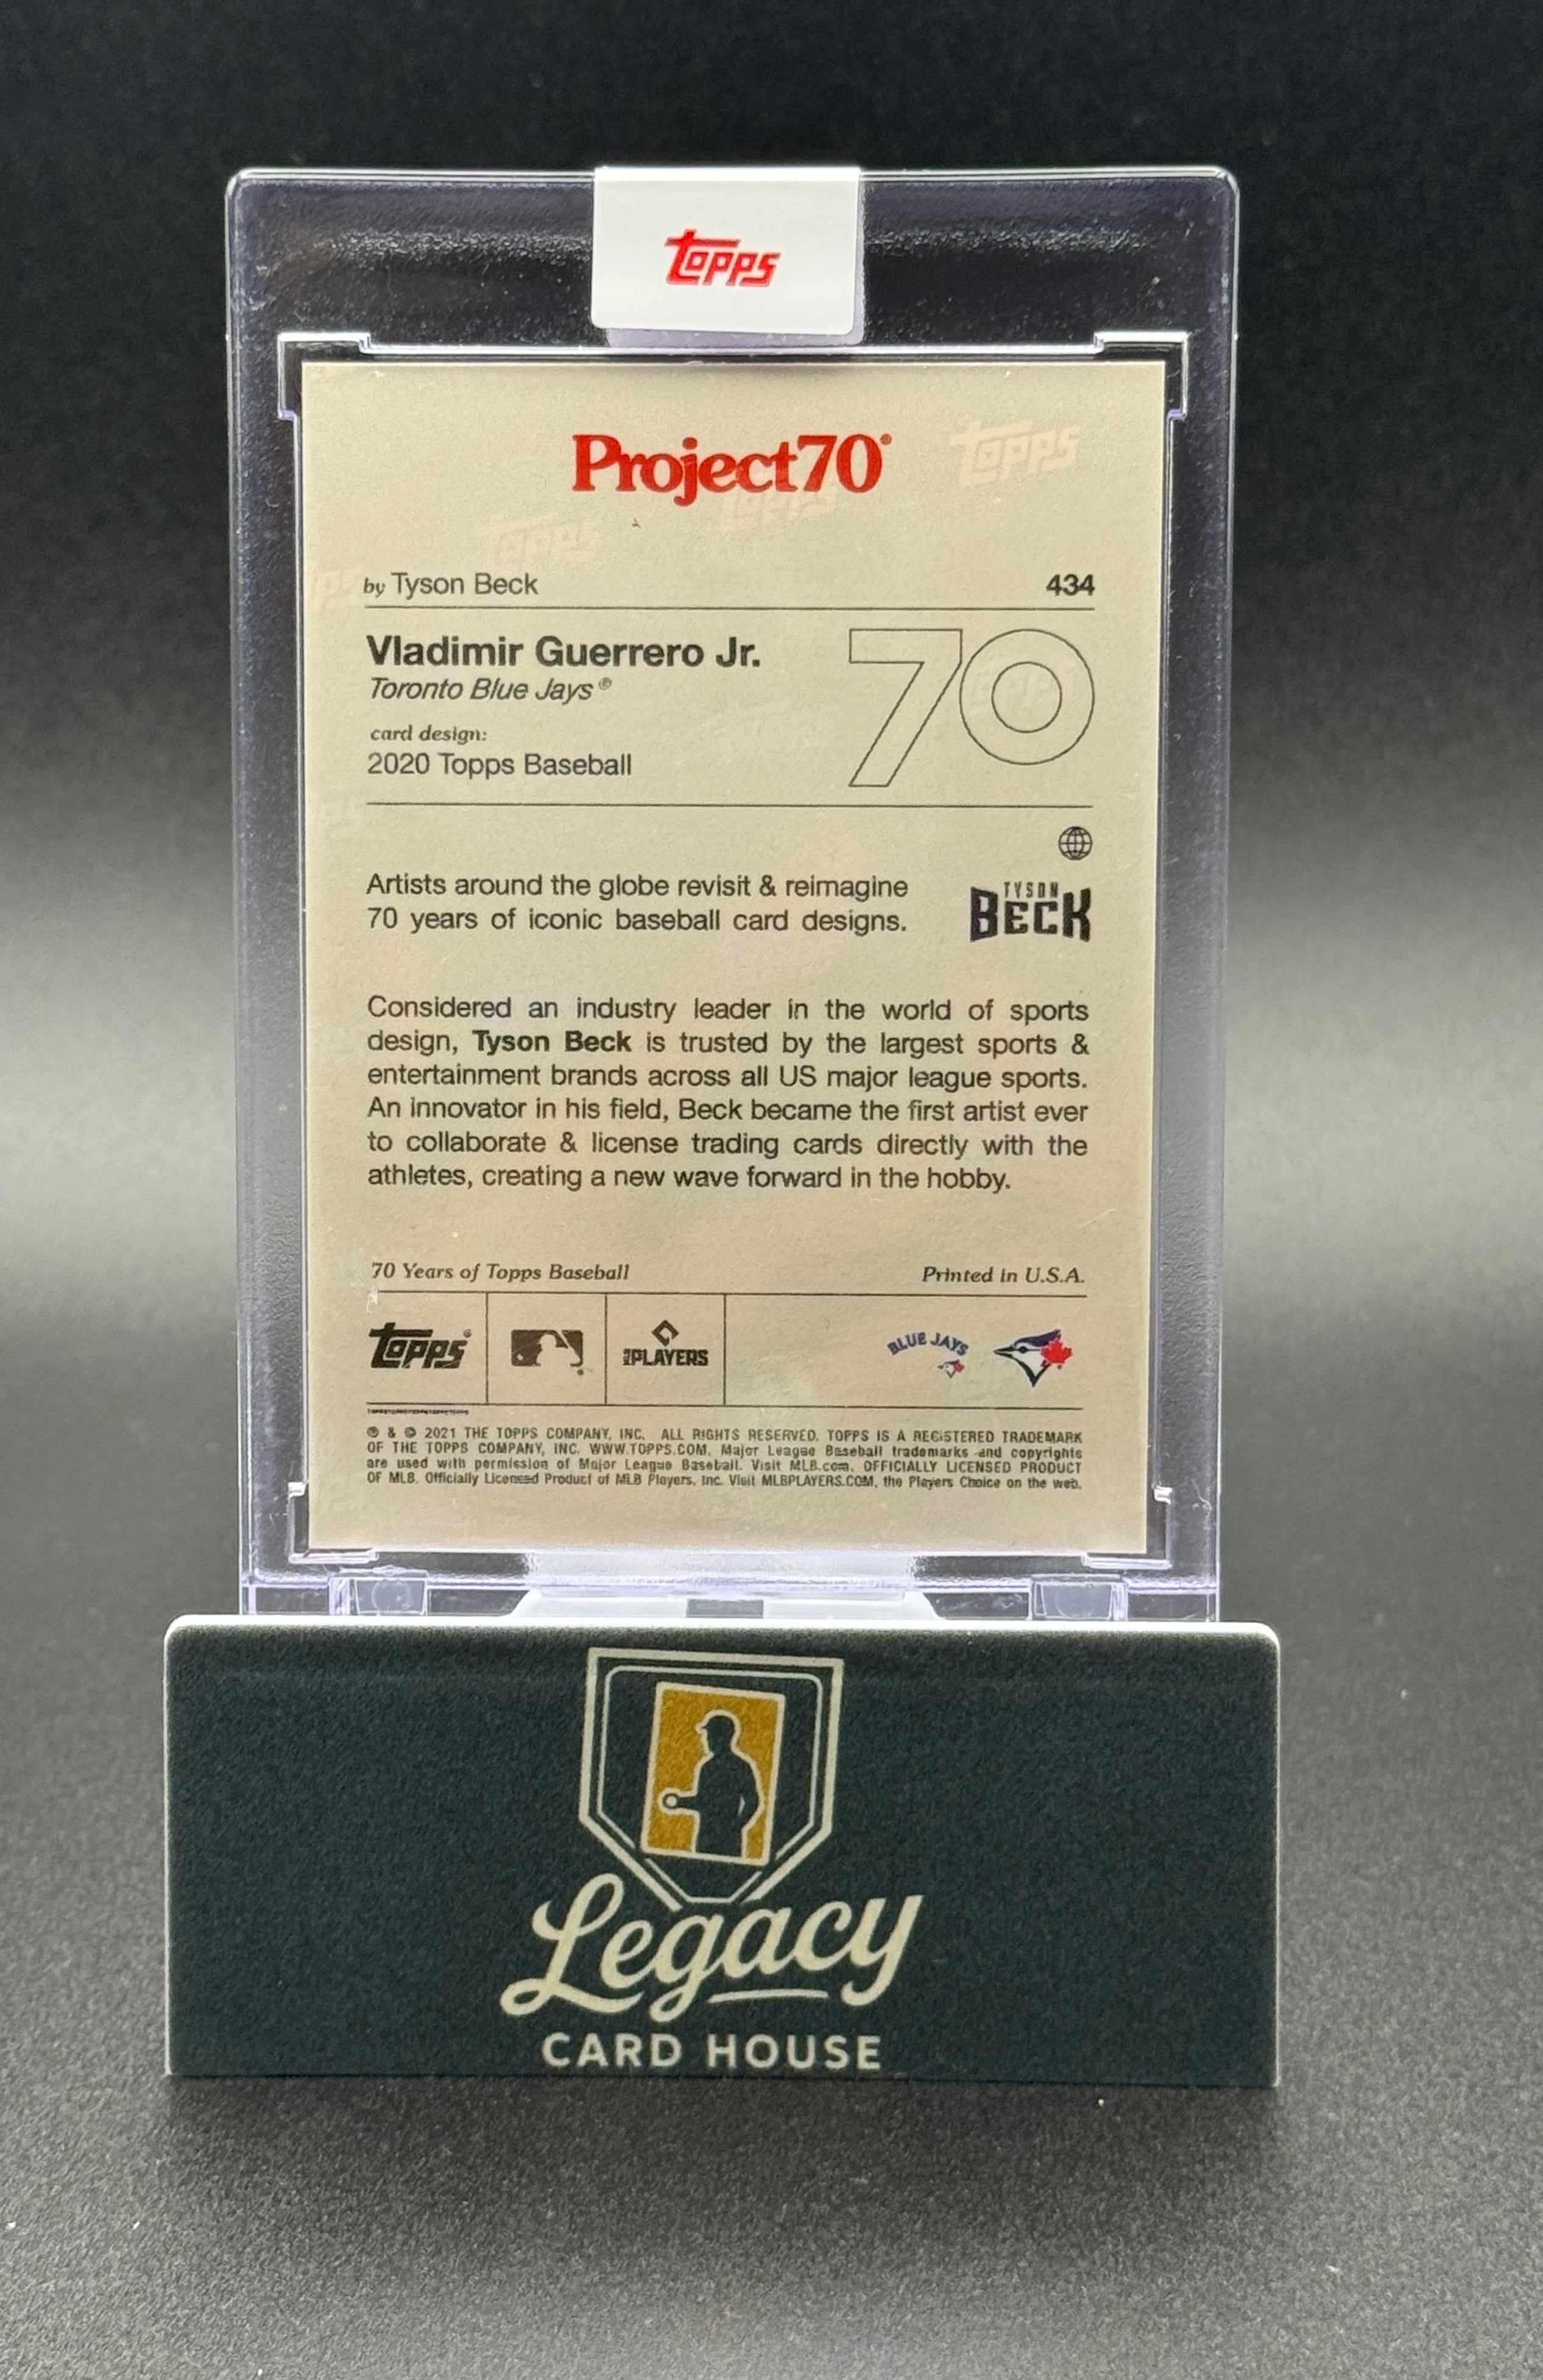 Topps
Project70®
Topps
Topps
Topps
by Tyson Beck 434
Vladimir Guerrero Jr.
Toronto Blue Jays®
card design:
2020 Topps Baseball
70
Artists around the globe revisit & reimagine
70 years of iconic baseball card designs.
TYSON
BECK
Considered an industry leader in the world of sports
design, Tyson Beck is trusted by the largest sports &
entertainment brands across all US major league sports.
An innovator in his field, Beck became the first artist ever
to collaborate & license trading cards directly with the
athletes, creating a new wave forward in the hobby.
70 Years of Topps Baseball Printed in U.S.A.
Topps® PLAYERS BLUE JAYS
® & © 2021 THE TOPPS COMPANY, INC. ALL RIGHTS RESERVED. TOPPS IS A REGISTERED TRADEMARK
OF THE TOPPS COMPANY, INC. WWW.TOPPS.COM. Major League Baseball trademarks and copyrights
are used with permission of Major League Baseball. Visit MLB.com. OFFICIALLY LICENSED PRODUCT
OF MLB. Officially Licensed Product of MLB Players, Inc. Visit MLBPLAYERS.COM, the Players Choice on the web.
Legacy
CARD HOUSE